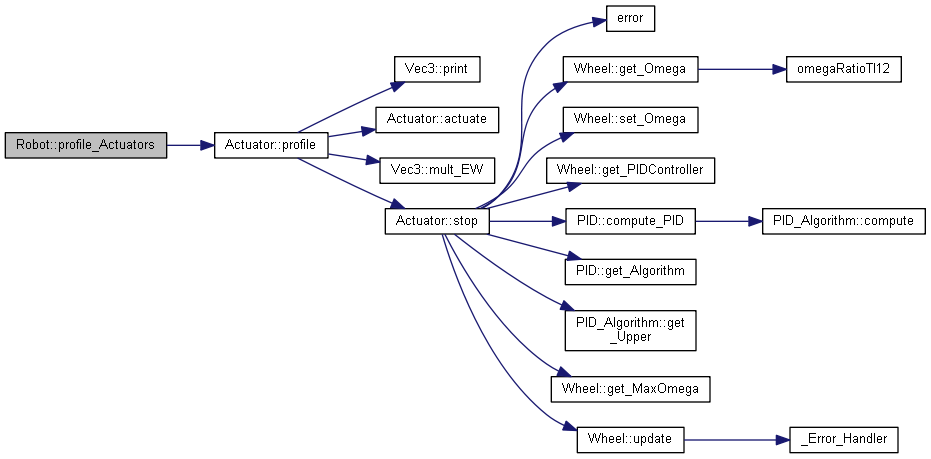 Robot::profile_Actuators
Actuator::profile
Vec3::print
Actuator::actuate
Vec3::mult_EW
Actuator::stop
error
Wheel::get_Omega
omegaRatioTI12
Wheel::set_Omega
Wheel::get_PIDController
PID::compute_PID
PID_Algorithm::compute
PID::get_Algorithm
PID_Algorithm::get
_Upper
Wheel::get_MaxOmega
Wheel::update
_Error_Handler